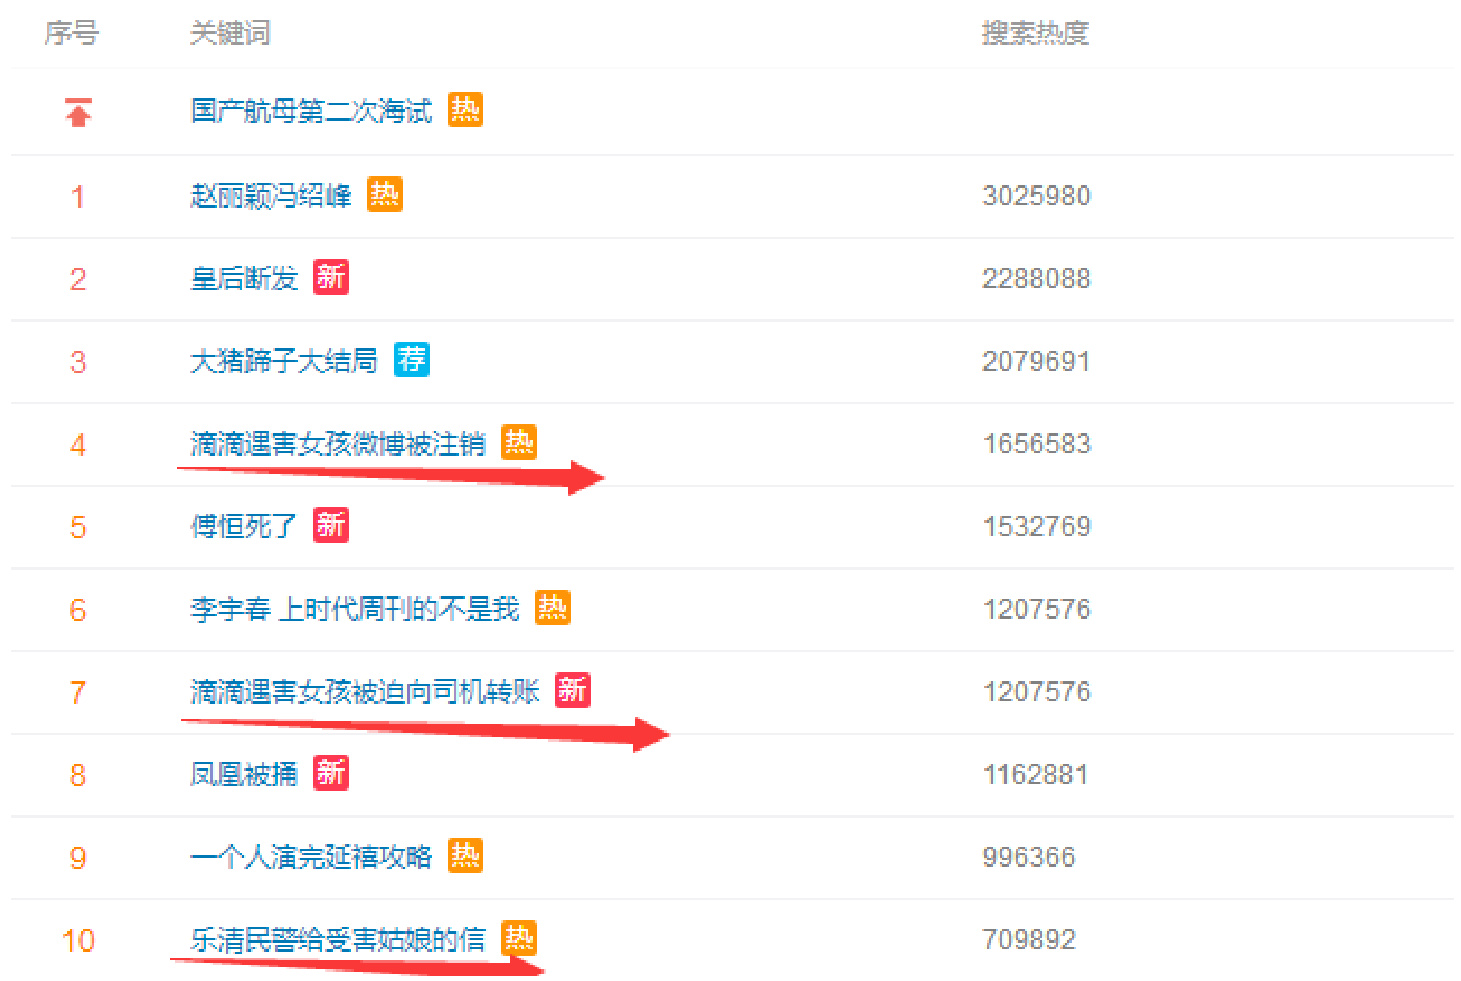 序号 关键词 搜索热度
国产航母第二次海试 热
1 赵丽颖冯绍峰 热 3025980
2 皇后断发 新 2288088
3 大猪蹄子大结局 荐 2079691
4 滴滴遇害女孩微博被注销 热 1656583
5 傅恒死了 新 1532769
6 李宇春 上时代周刊的不是我 热 1207576
7 滴滴遇害女孩被迫向司机转账 新 1207576
8 凤凰被捅 新 1162881
9 一个人演完延禧攻略 热 996366
10 乐清民警给受害姑娘的信 热 709892